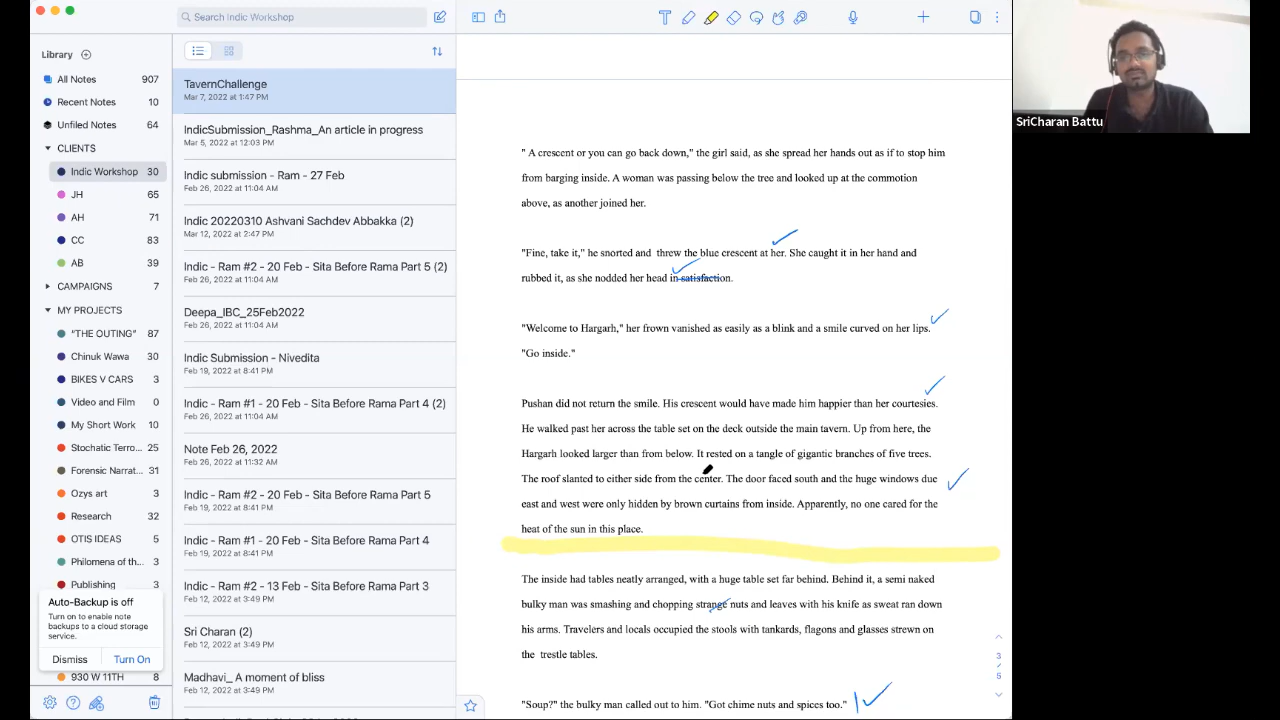 Search Indic Workshop
Library
All Notes 907
Recent Notes 10
Unfiled Notes 64
CLIENTS
Indic Workshop 30
JH 65
AH 71
CC 83
AB 39
CAMPAIGNS 7
MY PROJECTS
“THE OUTING” 87
Chinuk Wawa 30
BIKES V CARS 3
Video and Film 0
My Short Work 10
Stochatic Terro... 25
Forensic Narrat... 31
Ozys art 3
Research 32
OTIS IDEAS 5
Philomena of th...
Publishing
Auto-Backup is off
Turn on to enable note
backups to a cloud storage
service.
Dismiss Turn On
930 W 11TH 8
TavernChallenge
Mar 7, 2022 at 1:47 PM
IndicSubmission_Rashma_An article in progress
Mar 5, 2022 at 12:03 PM
Indic submission - Ram - 27 Feb
Feb 26, 2022 at 11:04 AM
Indic 20220310 Ashvani Sachdev Abbakka (2)
Mar 12, 2022 at 2:47 PM
Indic - Ram #2 - 20 Feb - Sita Before Rama Part 5 (2)
Feb 26, 2022 at 11:04 AM
Deepa_IBC_25Feb2022
Feb 26, 2022 at 11:04 AM
Indic Submission - Nivedita
Feb 19, 2022 at 8:41 PM
Indic - Ram #1 - 20 Feb - Sita Before Rama Part 4 (2)
Feb 26, 2022 at 11:04 AM
Note Feb 26, 2022
Feb 26, 2022 at 11:32 AM
Indic - Ram #2 - 20 Feb - Sita Before Rama Part 5
Feb 19, 2022 at 8:41 PM
Indic - Ram #1 - 20 Feb - Sita Before Rama Part 4
Feb 19, 2022 at 8:41 PM
Indic - Ram #2 - 13 Feb - Sita Before Rama Part 3
Feb 12, 2022 at 3:49 PM
Sri Charan (2)
Feb 12, 2022 at 3:49 PM
Madhavi_ A moment of bliss
Feb 12, 2022 at 3:49 PM
" A crescent or you can go back down," the girl said, as she spread her hands out as if to stop him
from barging inside. A woman was passing below the tree and looked up at the commotion
above, as another joined her.
"Fine, take it," he snorted and threw the blue crescent at her. She caught it in her hand and
rubbed it, as she nodded her head in satisfaction.
"Welcome to Hargarh," her frown vanished as easily as a blink and a smile curved on her lips.
"Go inside."
Pushan did not return the smile. His crescent would have made him happier than her courtesies.
He walked past her across the table set on the deck outside the main tavern. Up from here, the
Hargarh looked larger than from below. It rested on a tangle of gigantic branches of five trees.
The roof slanted to either side from the center. The door faced south and the huge windows due
east and west were only hidden by brown curtains from inside. Apparently, no one cared for the
heat of the sun in this place.
The inside had tables neatly arranged, with a huge table set far behind. Behind it, a semi naked
bulky man was smashing and chopping strange nuts and leaves with his knife as sweat ran down
his arms. Travelers and locals occupied the stools with tankards, flagons and glasses strewn on
the trestle tables.
"Soup?" the bulky man called out to him. "Got chime nuts and spices too."
3
5
SriCharan Battu